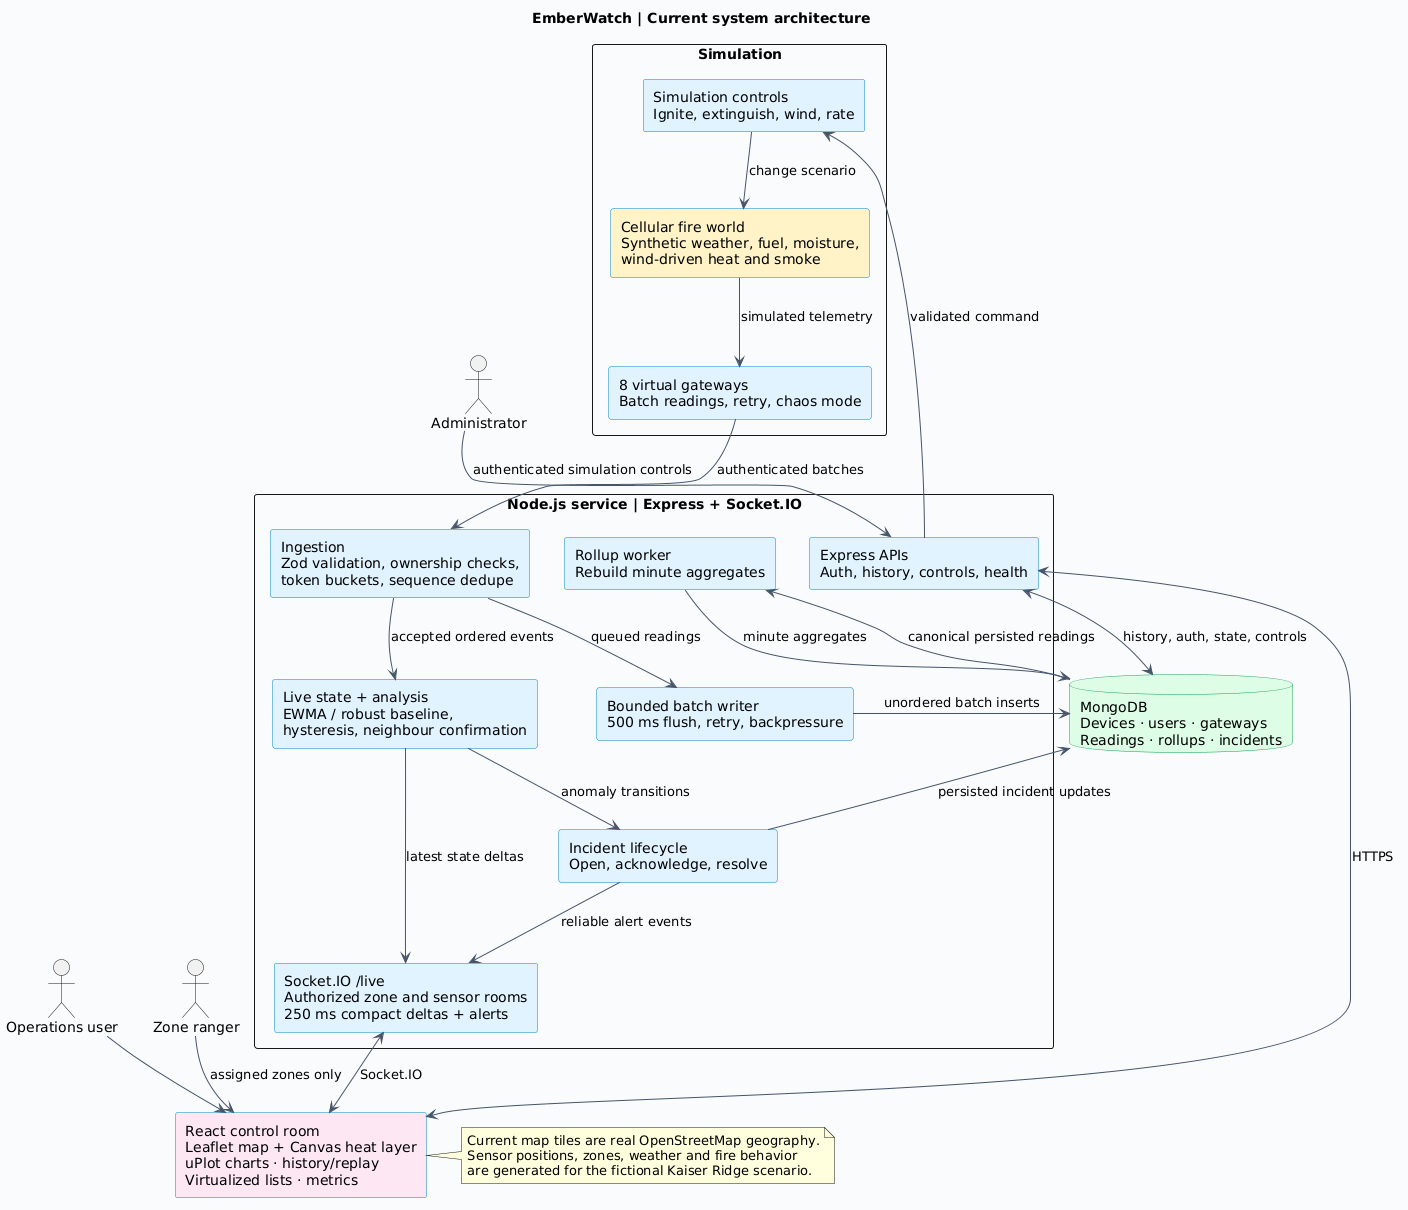 EmberWatch | Current system architecture
Simulation
Simulation controls
Ignite, extinguish, wind, rate
change scenario
Cellular fire world
Synthetic weather, fuel, moisture,
wind-driven heat and smoke
simulated telemetry
validated command
8 virtual gateways
Batch readings, retry, chaos mode
Administrator
authenticated simulation controls
authenticated batches
Node.js service | Express + Socket.IO
Ingestion
Zod validation, ownership checks,
token buckets, sequence dedupe
Rollup worker
Rebuild minute aggregates
Express APIs
Auth, history, controls, health
accepted ordered events
queued readings
minute aggregates
canonical persisted readings
history, auth, state, controls
Live state + analysis
EWMA / robust baseline,
hysteresis, neighbour confirmation
Bounded batch writer
500 ms flush, retry, backpressure
unordered batch inserts
MongoDB
Devices · users · gateways
Readings · rollups · incidents
anomaly transitions
persisted incident updates
Incident lifecycle
Open, acknowledge, resolve
latest state deltas
HTTPS
reliable alert events
Socket.IO /live
Authorized zone and sensor rooms
250 ms compact deltas + alerts
Operations user
Zone ranger
assigned zones only
Socket.IO
React control room
Leaflet map + Canvas heat layer
uPlot charts · history/replay
Virtualized lists · metrics
Current map tiles are real OpenStreetMap geography.
Sensor positions, zones, weather and fire behavior
are generated for the fictional Kaiser Ridge scenario.